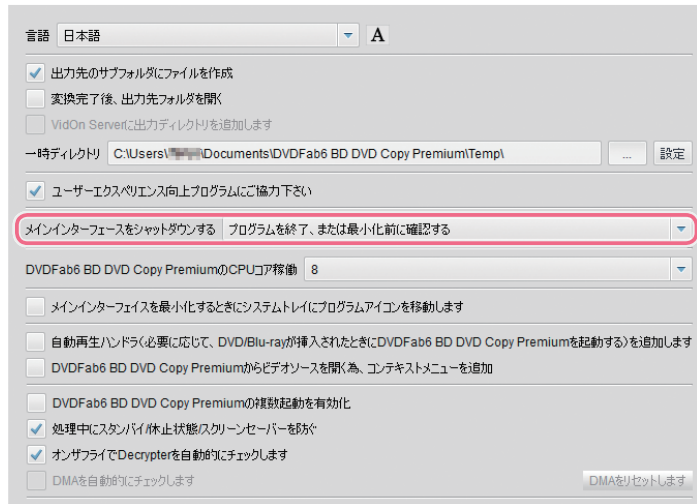 言語 日本語 A
出力先のサブフォルダにファイルを作成
変換完了後、出力先フォルダを開く
VidOn Serverに出力ディレクトリを追加します
一時ディレクトリ C:\Users\ \Documents\DVDFab6 BD DVD Copy Premium\Temp\ ... 設定
ユーザーエクスペリエンス向上プログラムにご協力下さい
メインインターフェースをシャットダウンする プログラムを終了、または最小化前に確認する
DVDFab6 BD DVD Copy PremiumのCPUコア稼働 8
メインインターフェイスを最小化するときにシステムトレイにプログラムアイコンを移動します
自動再生ハンドラ(必要に応じて、DVD/Blu-rayが挿入されたときにDVDFab6 BD DVD Copy Premiumを起動する)を追加します
DVDFab6 BD DVD Copy Premiumからビデオソースを開く為、コンテキストメニューを追加
DVDFab6 BD DVD Copy Premiumの複数起動を有効化
処理中にスタンバイ/休止状態/スクリーンセーバーを防ぐ
オンザフライでDecrypterを自動的にチェックします
DMAを自動的にチェックします DMAをリセットします